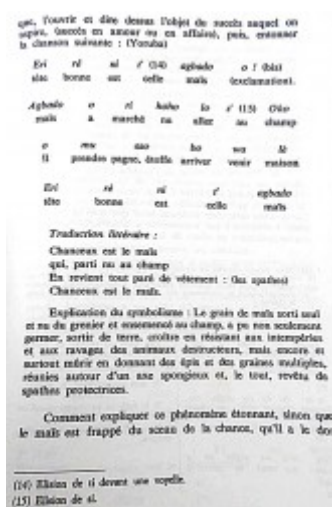 que, l'ouvrir et dire dessus l'objet de succès auquel on
aspire, (succès en amour ou en affaire), puis, entonner
la chanson suivante : (Yoruba)
Eri rè ni t' (14) agbado o ! (bis)
tête bonne est celle maïs (exclamation).
Agbado o ri lo s' (15) Oko
maïs a marché nu aller au champ
o mu aso bo wa lé
il prendre pagne, étoffe arriver venir maison
Eri rè ni t' agbado
tête bonne est celle maïs
Traduction littéraire :
Chanceux est le maïs
qui, parti nu au champ
En revient tout paré de vêtement : (les spathes)
Chanceux est le maïs.
Explication du symbolisme : Le grain de maïs sorti seul
et nu du grenier et ensemencé au champ, a pu non seulement
germer, sortir de terre, croître en résistant aux intempéries
et aux ravages des animaux destructeurs, mais encore et
surtout mûrir en donnant des épis et des graines multiples,
réunies autour d'un axe spongieux et, le tout, revêtu de
spathes protectrices.
Comment expliquer ce phénomène étonnant, sinon que
le maïs est frappé du sceau de la chance, qu'il a le don
(14) Elision de ti devant une voyelle.
(15) Elision de si.